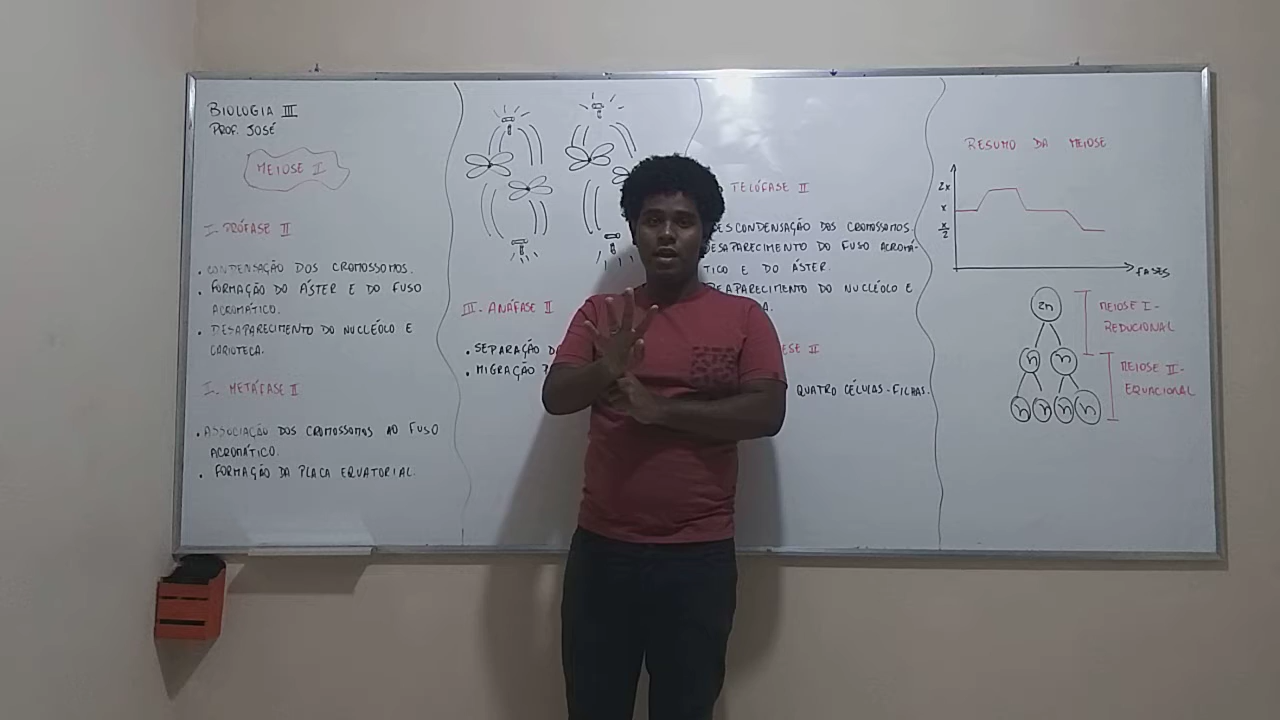 BIOLOGIA III
PROF. JOSÉ
MEIOSE II
I- PRÓFASE II
• CONDENSAÇÃO DOS CROMOSSOMOS.
• FORMAÇÃO DO ÁSTER E DO FUSO
ACROMÁTICO.
• DESAPARECIMENTO DO NUCLÉOLO E
CARIOTECA.
I- METÁFASE II
• ASSOCIAÇÃO DOS CROMOSSOMOS AO FUSO
ACROMÁTICO.
• FORMAÇÃO DA PLACA EQUATORIAL.
III- ANÁFASE II
• SEPARAÇÃO
• MIGRAÇÃO
TELÓFASE II
DESCONDENSAÇÃO DOS CROMOSSOMOS.
DESAPARECIMENTO DO FUSO ACROMÁ-
TICO E DO ÁSTER.
DO NUCLÉOLO E
II
QUATRO CÉLULAS-FILHAS.
RESUMO DA MEIOSE
2x
x
x/2
FASES
2n
n n
n n n n
MEIOSE I-
REDUCIONAL
MEIOSE II-
EQUACIONAL